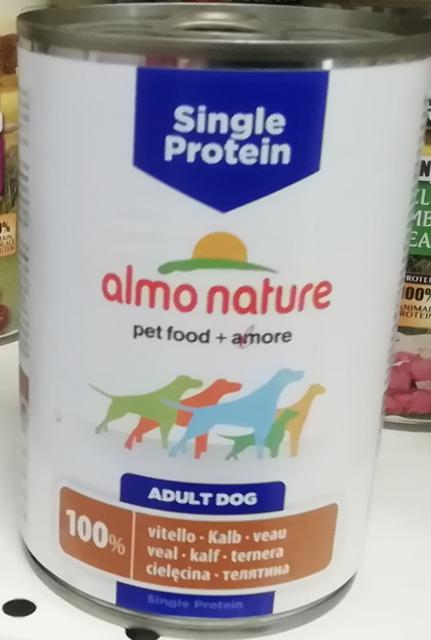 Single
Protein
almo nature
pet food + amore
ADULT DOG
100%
vitello · Kalb · veau
veal · kalf · ternera
cielęcina · телятина
Single Protein
100%